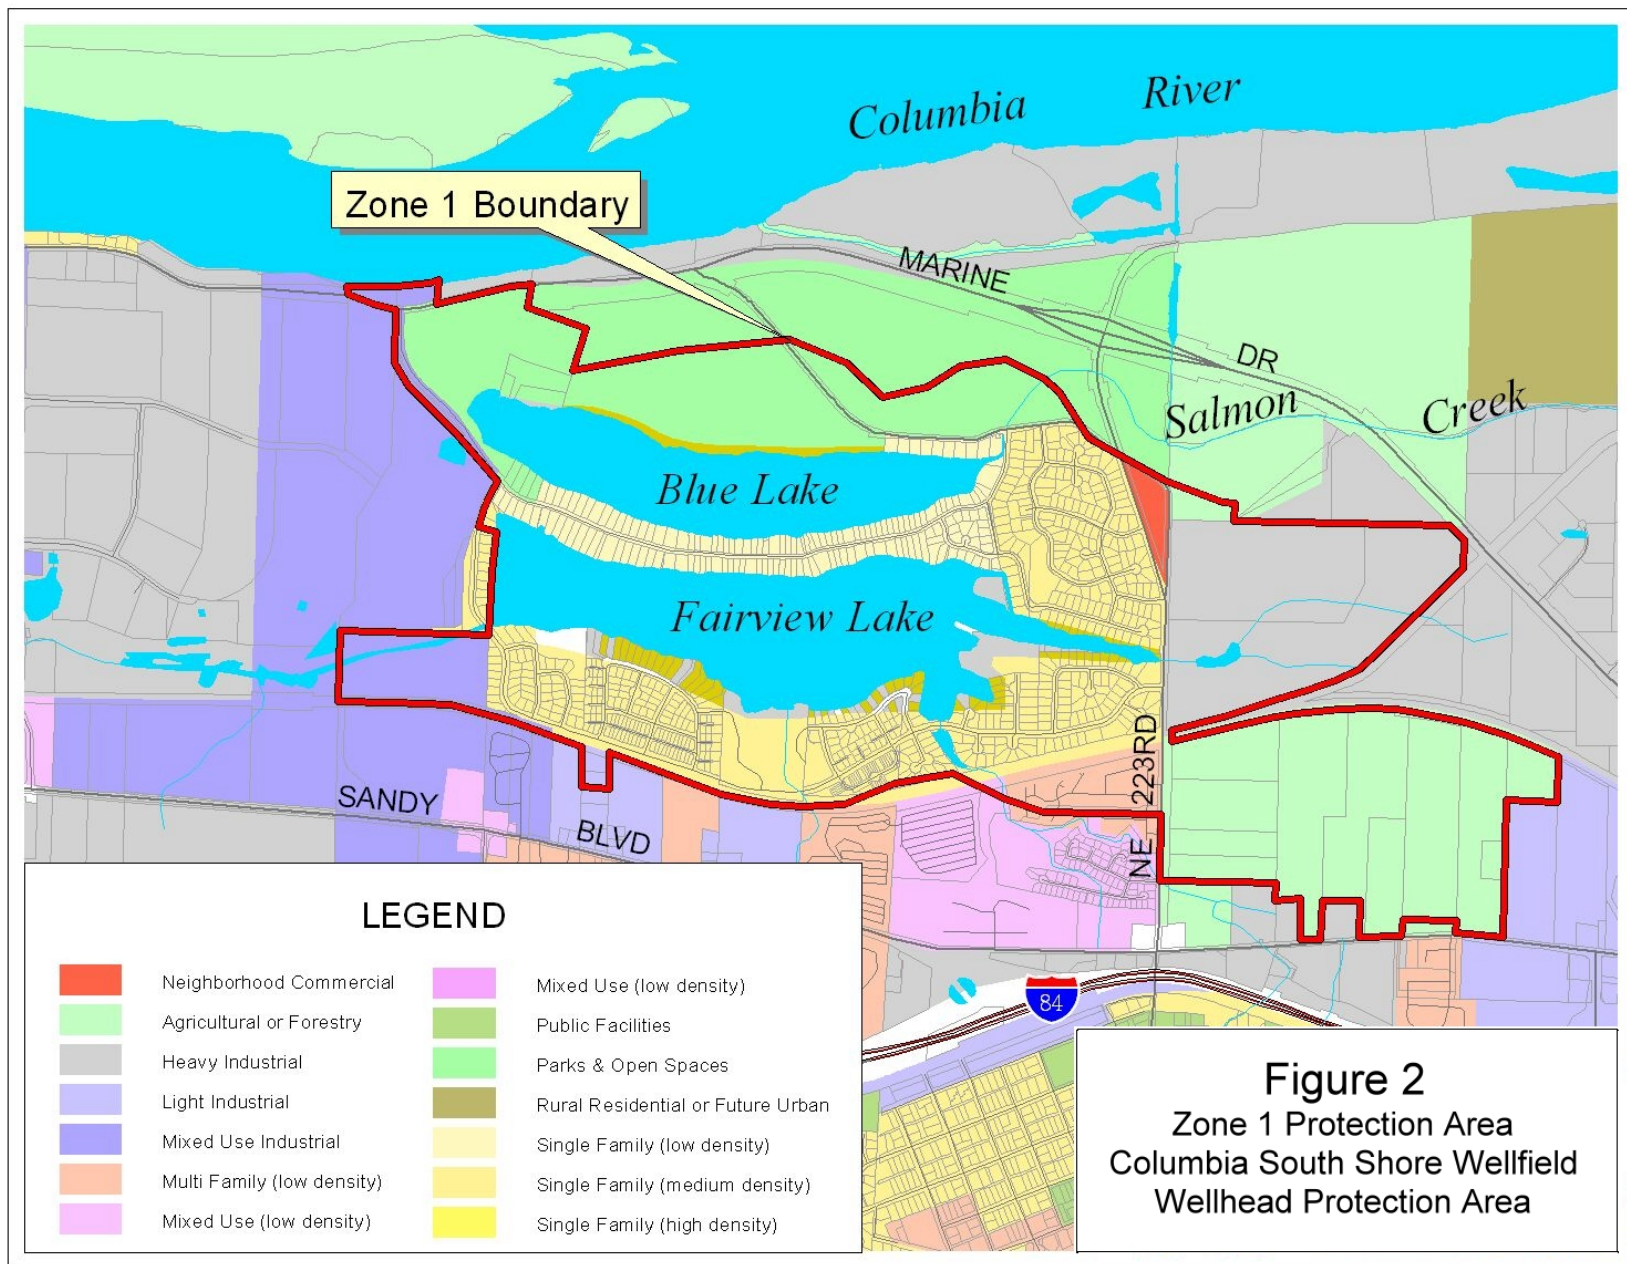 Columbia River
Zone 1 Boundary
MARINE
DR
Salmon Creek
Blue Lake
Fairview Lake
NE 223RD
SANDY
BLVD
84
LEGEND
Neighborhood Commercial
Agricultural or Forestry
Heavy Industrial
Light Industrial
Mixed Use Industrial
Multi Family (low density)
Mixed Use (low density)
Mixed Use (low density)
Public Facilities
Parks & Open Spaces
Rural Residential or Future Urban
Single Family (low density)
Single Family (medium density)
Single Family (high density)
Figure 2
Zone 1 Protection Area
Columbia South Shore Wellfield
Wellhead Protection Area